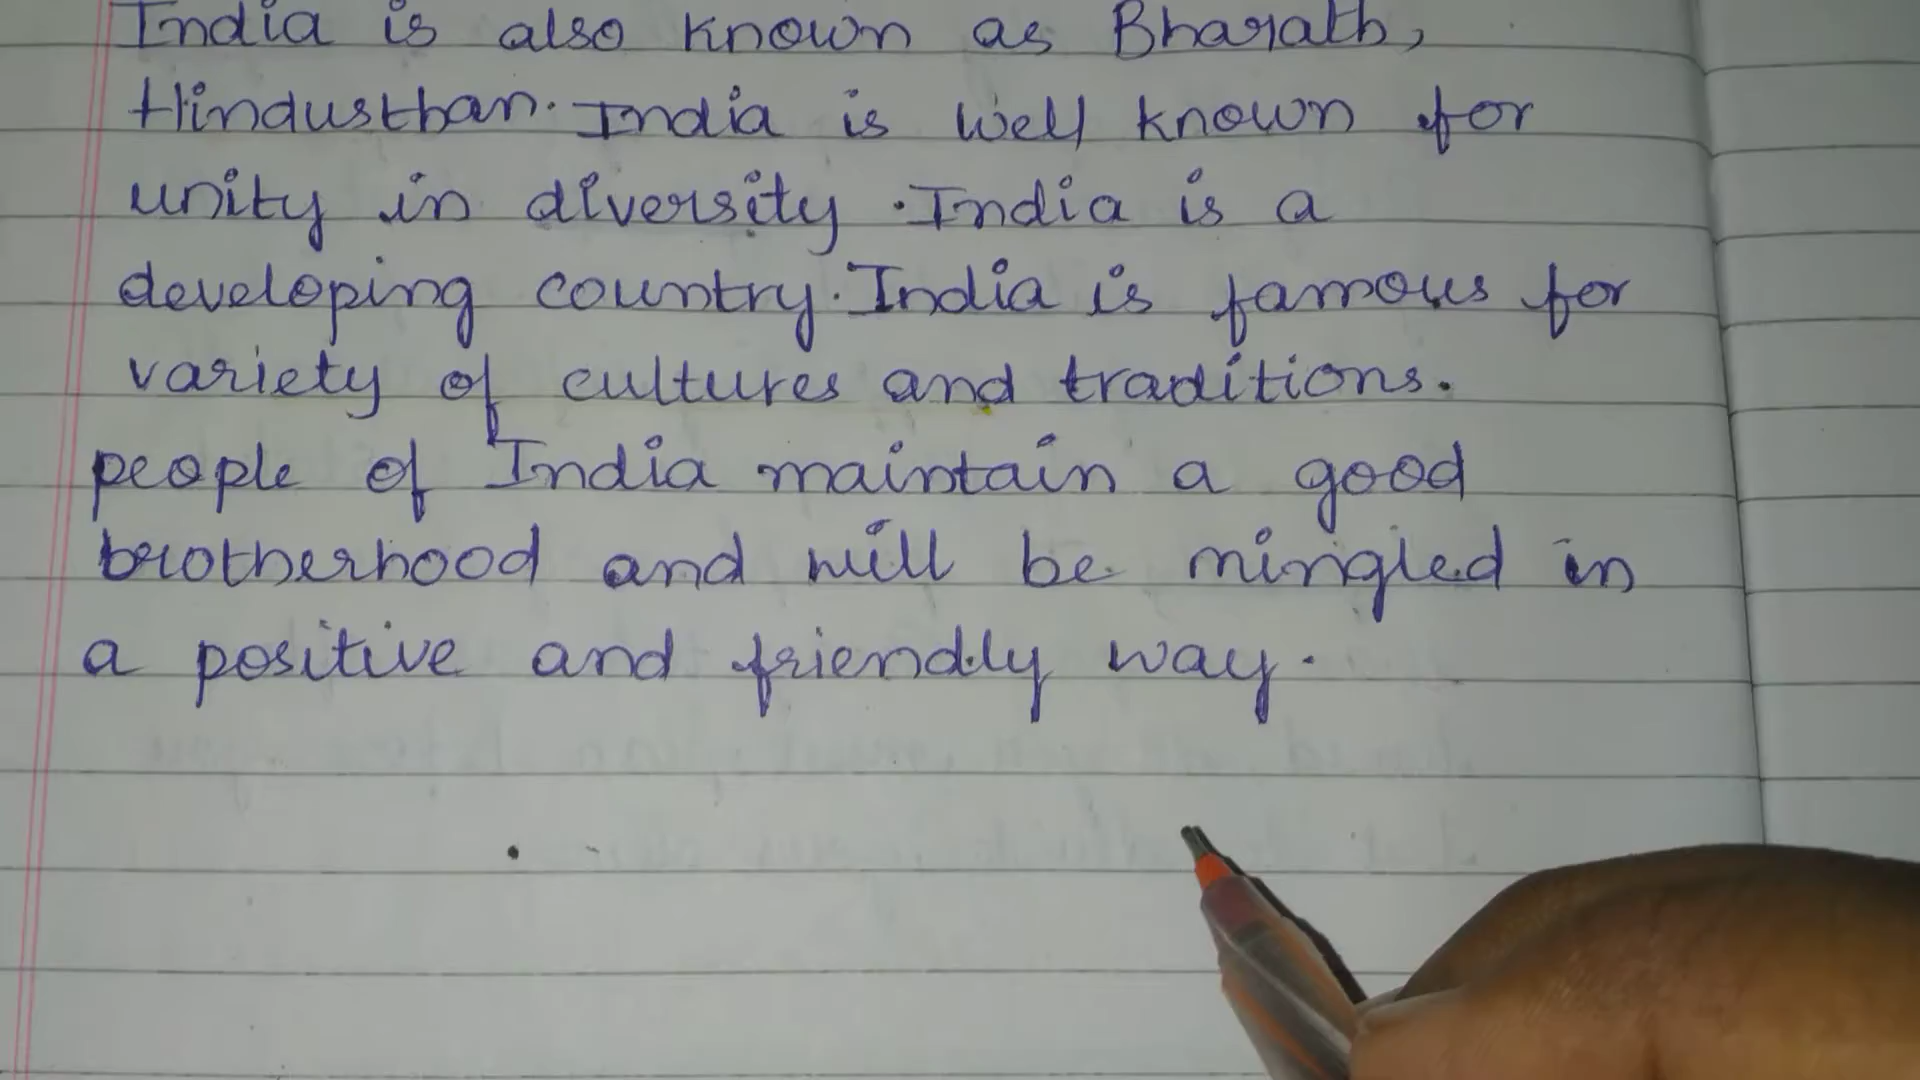 India is also known as Bharath,
Hindusthan. India is well known for
unity in diversity. India is a
developing country. India is famous for
variety of cultures and traditions.
people of India maintain a good
brotherhood and will be mingled in
a positive and friendly way.